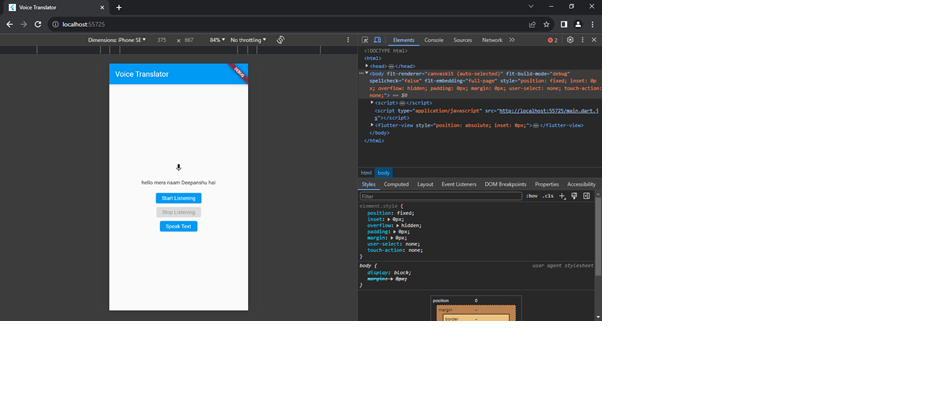 Voice Translator
localhost:55725
Dimensions: iPhone SE 375 × 667 84% No throttling
Elements Console Sources Network 2
Voice Translator
DEBUG
hello mera naam Deepanshu hai
Start Listening
Stop Listening
Speak Text
<!DOCTYPE html>
<html>
<head> </head>
<body flt-renderer="canvaskit (auto-selected)" flt-build-mode="debug"
spellcheck="false" flt-embedding="full-page" style="position: fixed; inset: 0p
x; overflow: hidden; padding: 0px; margin: 0px; user-select: none; touch-action:
none;"> == $0
<script> </script>
<script type="application/javascript" src="http://localhost:55725/main.dart.j
s"></script>
<flutter-view style="position: absolute; inset: 0px;"> </flutter-view>
</body>
</html>
html body
Styles Computed Layout Event Listeners DOM Breakpoints Properties Accessibility
Filter :hov .cls
element.style {
position: fixed;
inset: 0px;
overflow: hidden;
padding: 0px;
margin: 0px;
user-select: none;
touch-action: none;
}
body { user agent stylesheet
display: block;
margin: 8px;
}
position 0
margin -
border -